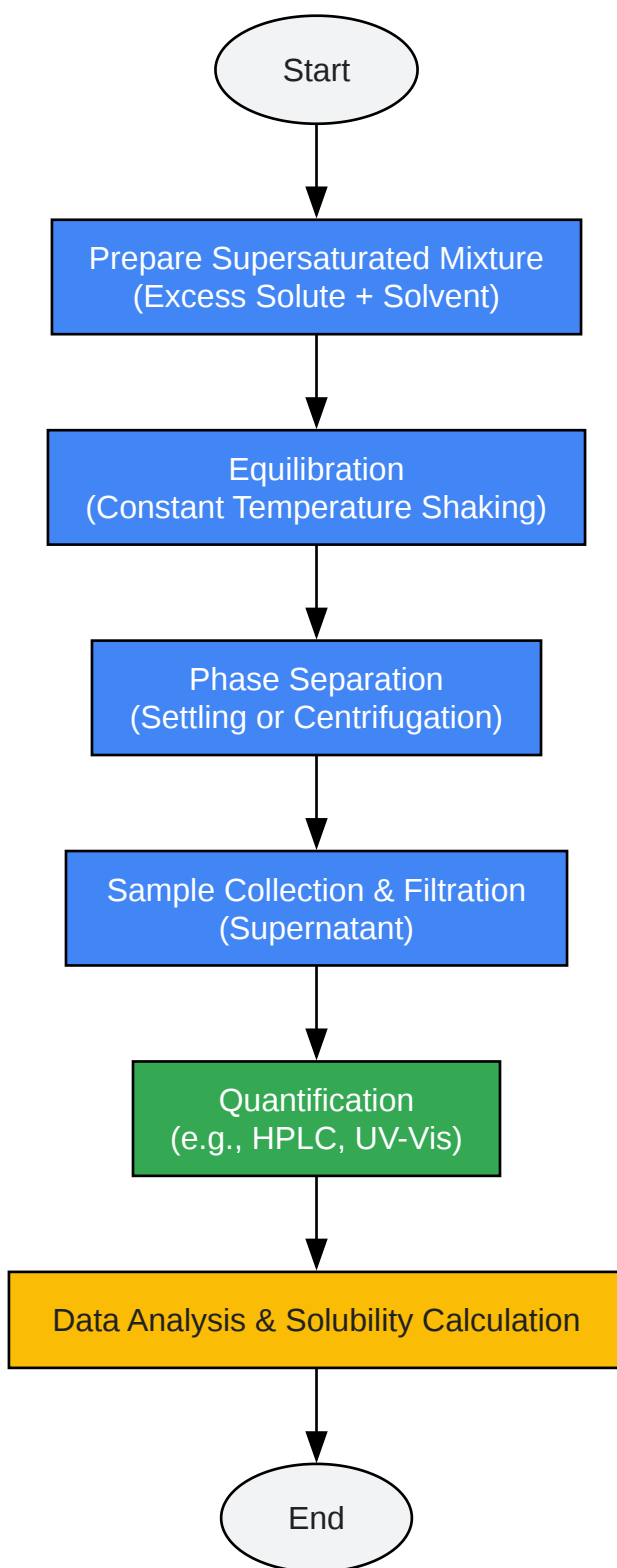 Start
Prepare Supersaturated Mixture
(Excess Solute + Solvent)
Equilibration
(Constant Temperature Shaking)
Phase Separation
(Settling or Centrifugation)
Sample Collection & Filtration
(Supernatant)
Quantification
(e.g., HPLC, UV-Vis)
Data Analysis & Solubility Calculation
End